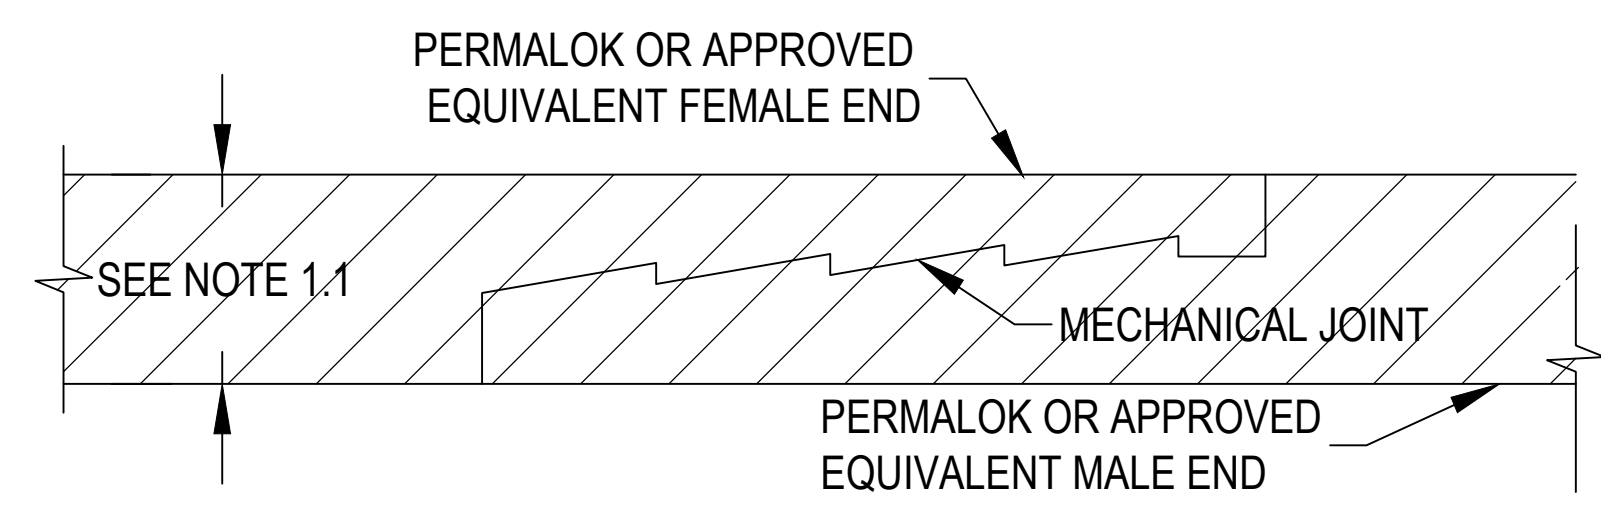 PERMALOK OR APPROVED
EQUIVALENT FEMALE END
SEE NOTE 1.1
MECHANICAL JOINT
PERMALOK OR APPROVED
EQUIVALENT MALE END